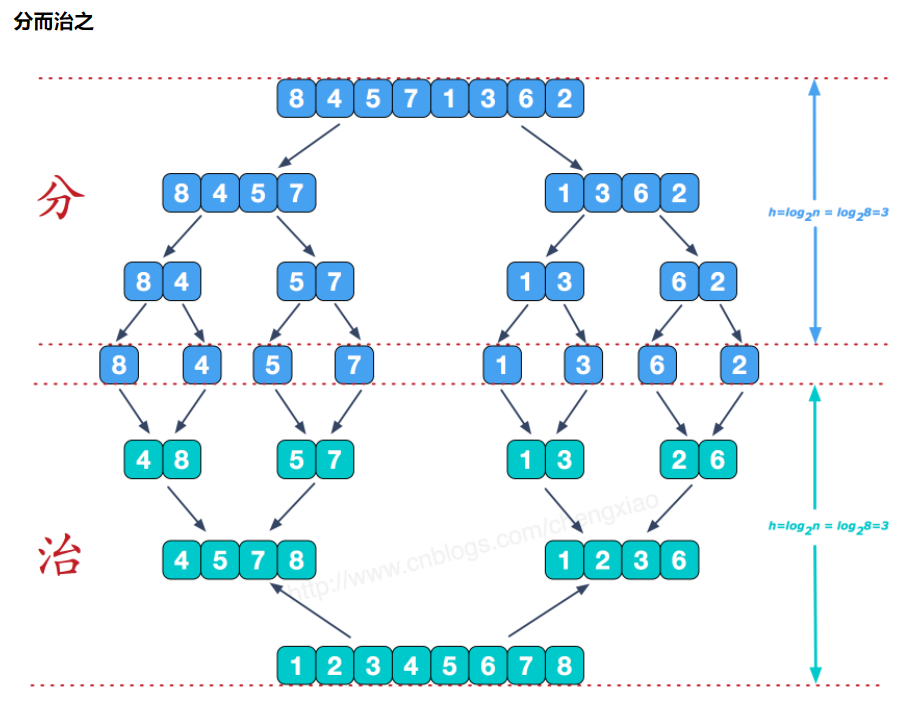 分而治之
8 4 5 7 1 3 6 2
分
8 4 5 7 1 3 6 2
h=log2n = log28=3
8 4 5 7 1 3 6 2
8 4 5 7 1 3 6 2
4 8 5 7 1 3 2 6
http://www.cnblogs.com/chengxiao
h=log2n = log28=3
治
4 5 7 8 1 2 3 6
1 2 3 4 5 6 7 8